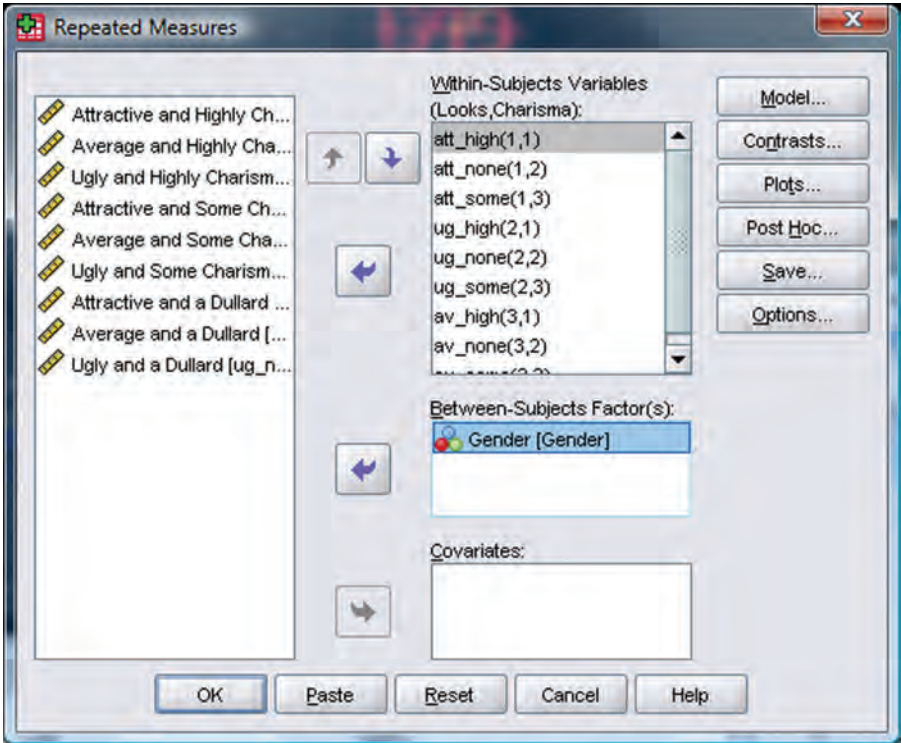 Repeated Measures
Attractive and Highly Ch...
Average and Highly Cha...
Ugly and Highly Charism...
Attractive and Some Ch...
Average and Some Cha...
Ugly and Some Charism...
Attractive and a Dullard ...
Average and a Dullard [...
Ugly and a Dullard [ug_n...
Within-Subjects Variables
(Looks,Charisma):
att_high(1,1)
att_none(1,2)
att_some(1,3)
ug_high(2,1)
ug_none(2,2)
ug_some(2,3)
av_high(3,1)
av_none(3,2)
Between-Subjects Factor(s):
Gender [Gender]
Covariates:
Model...
Contrasts...
Plots...
Post Hoc...
Save...
Options...
OK
Paste
Reset
Cancel
Help